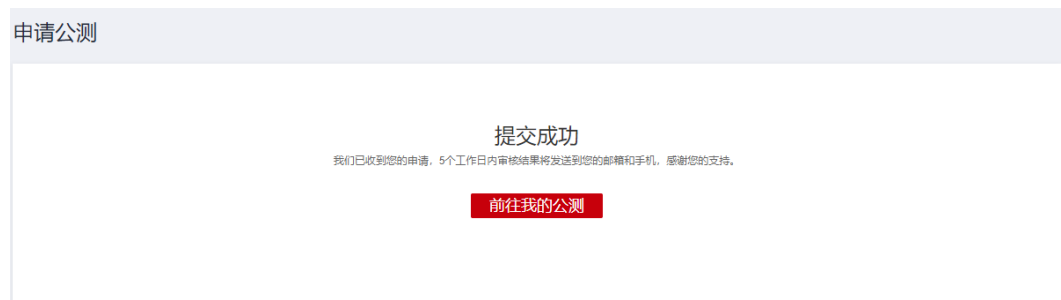 申请公测
提交成功
我们已收到您的申请，5个工作日内审核结果将发送到您的邮箱和手机，感谢您的支持。
前往我的公测